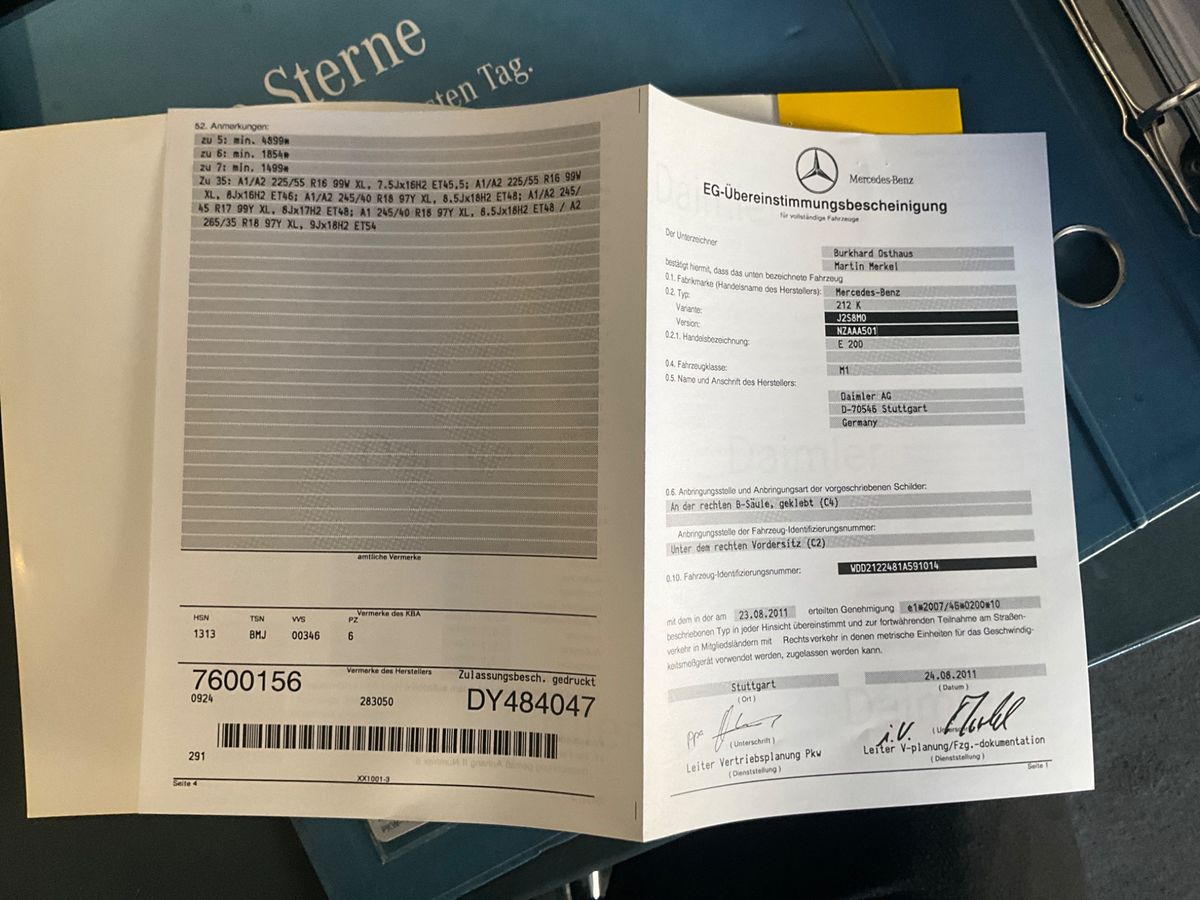 Sterne
ten Tag.
52. Anmerkungen:
zu 5: min. 4899*
zu 6: min. 1854*
zu 7: min. 1499*
Zu 35: A1/A2 225/55 R16 99W XL, 7.5Jx16H2 ET45,5; A1/A2 225/55 R16 99W
XL, 8Jx16H2 ET46; A1/A2 245/40 R18 97Y XL, 8.5Jx18H2 ET48; A1/A2 245/
45 R17 99Y XL, 8Jx17H2 ET48; A1 245/40 R18 97Y XL, 8.5Jx18H2 ET48 / A2
265/35 R18 97Y XL, 9Jx18H2 ET54
amtliche Vermerke
Vermerke des KBA
HSN TSN VVS PZ
1313 BMJ 00346 6
Vermerke des Herstellers Zulassungsbesch. gedruckt
7600156 DY484047
0924 283050
291
Seite 4 XX1001-3
Mercedes-Benz
EG-Übereinstimmungsbescheinigung
für vollständige Fahrzeuge
Der Unterzeichner Burkhard Osthaus
Martin Merkel
bestätigt hiermit, dass das unten bezeichnete Fahrzeug
0.1. Fabrikmarke (Handelsname des Herstellers): Mercedes-Benz
0.2. Typ: 212 K
Variante: J2S8M0
Version: NZAAA501
0.2.1. Handelsbezeichnung: E 200
0.4. Fahrzeugklasse: M1
0.5. Name und Anschrift des Herstellers:
Daimler AG
D-70546 Stuttgart
Germany
Daimler
0.6. Anbringungsstelle und Anbringungsart der vorgeschriebenen Schilder:
An der rechten B-Säule, geklebt (C4)
Anbringungsstelle der Fahrzeug-Identifizierungsnummer:
Unter dem rechten Vordersitz (C2)
0.10. Fahrzeug-Identifizierungsnummer: WDD2122481A591014
mit dem in der am 23.08.2011 erteilten Genehmigung e1*2007/46*0200*10
beschriebenen Typ in jeder Hinsicht übereinstimmt und zur fortwährenden Teilnahme am Straßen-
verkehr in Mitgliedsländern mit Rechtsverkehr in denen metrische Einheiten für das Geschwindig-
keitsmeßgerät verwendet werden, zugelassen werden kann.
Stuttgart 24.08.2011
(Ort) (Datum)
ppa i.V.
(Unterschrift) (Unterschrift)
Leiter Vertriebsplanung Pkw Leiter V-planung/Fzg.-dokumentation
(Dienststellung) (Dienststellung)
Seite 1